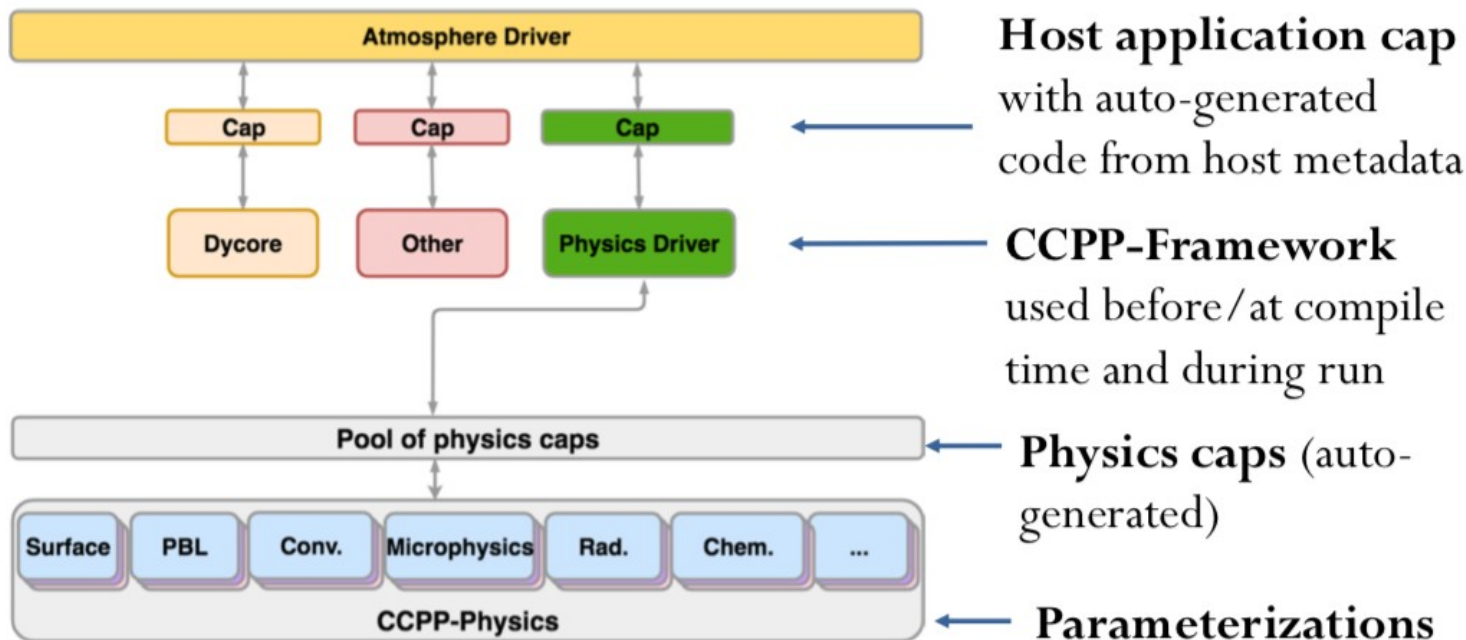 Atmosphere Driver
Cap
Cap
Cap
Dycore
Other
Physics Driver
Pool of physics caps
Surface
PBL
Conv.
Microphysics
Rad.
Chem.
...
CCPP-Physics
Host application cap
with auto-generated
code from host metadata
CCPP-Framework
used before/at compile
time and during run
Physics caps (auto-
generated)
Parameterizations